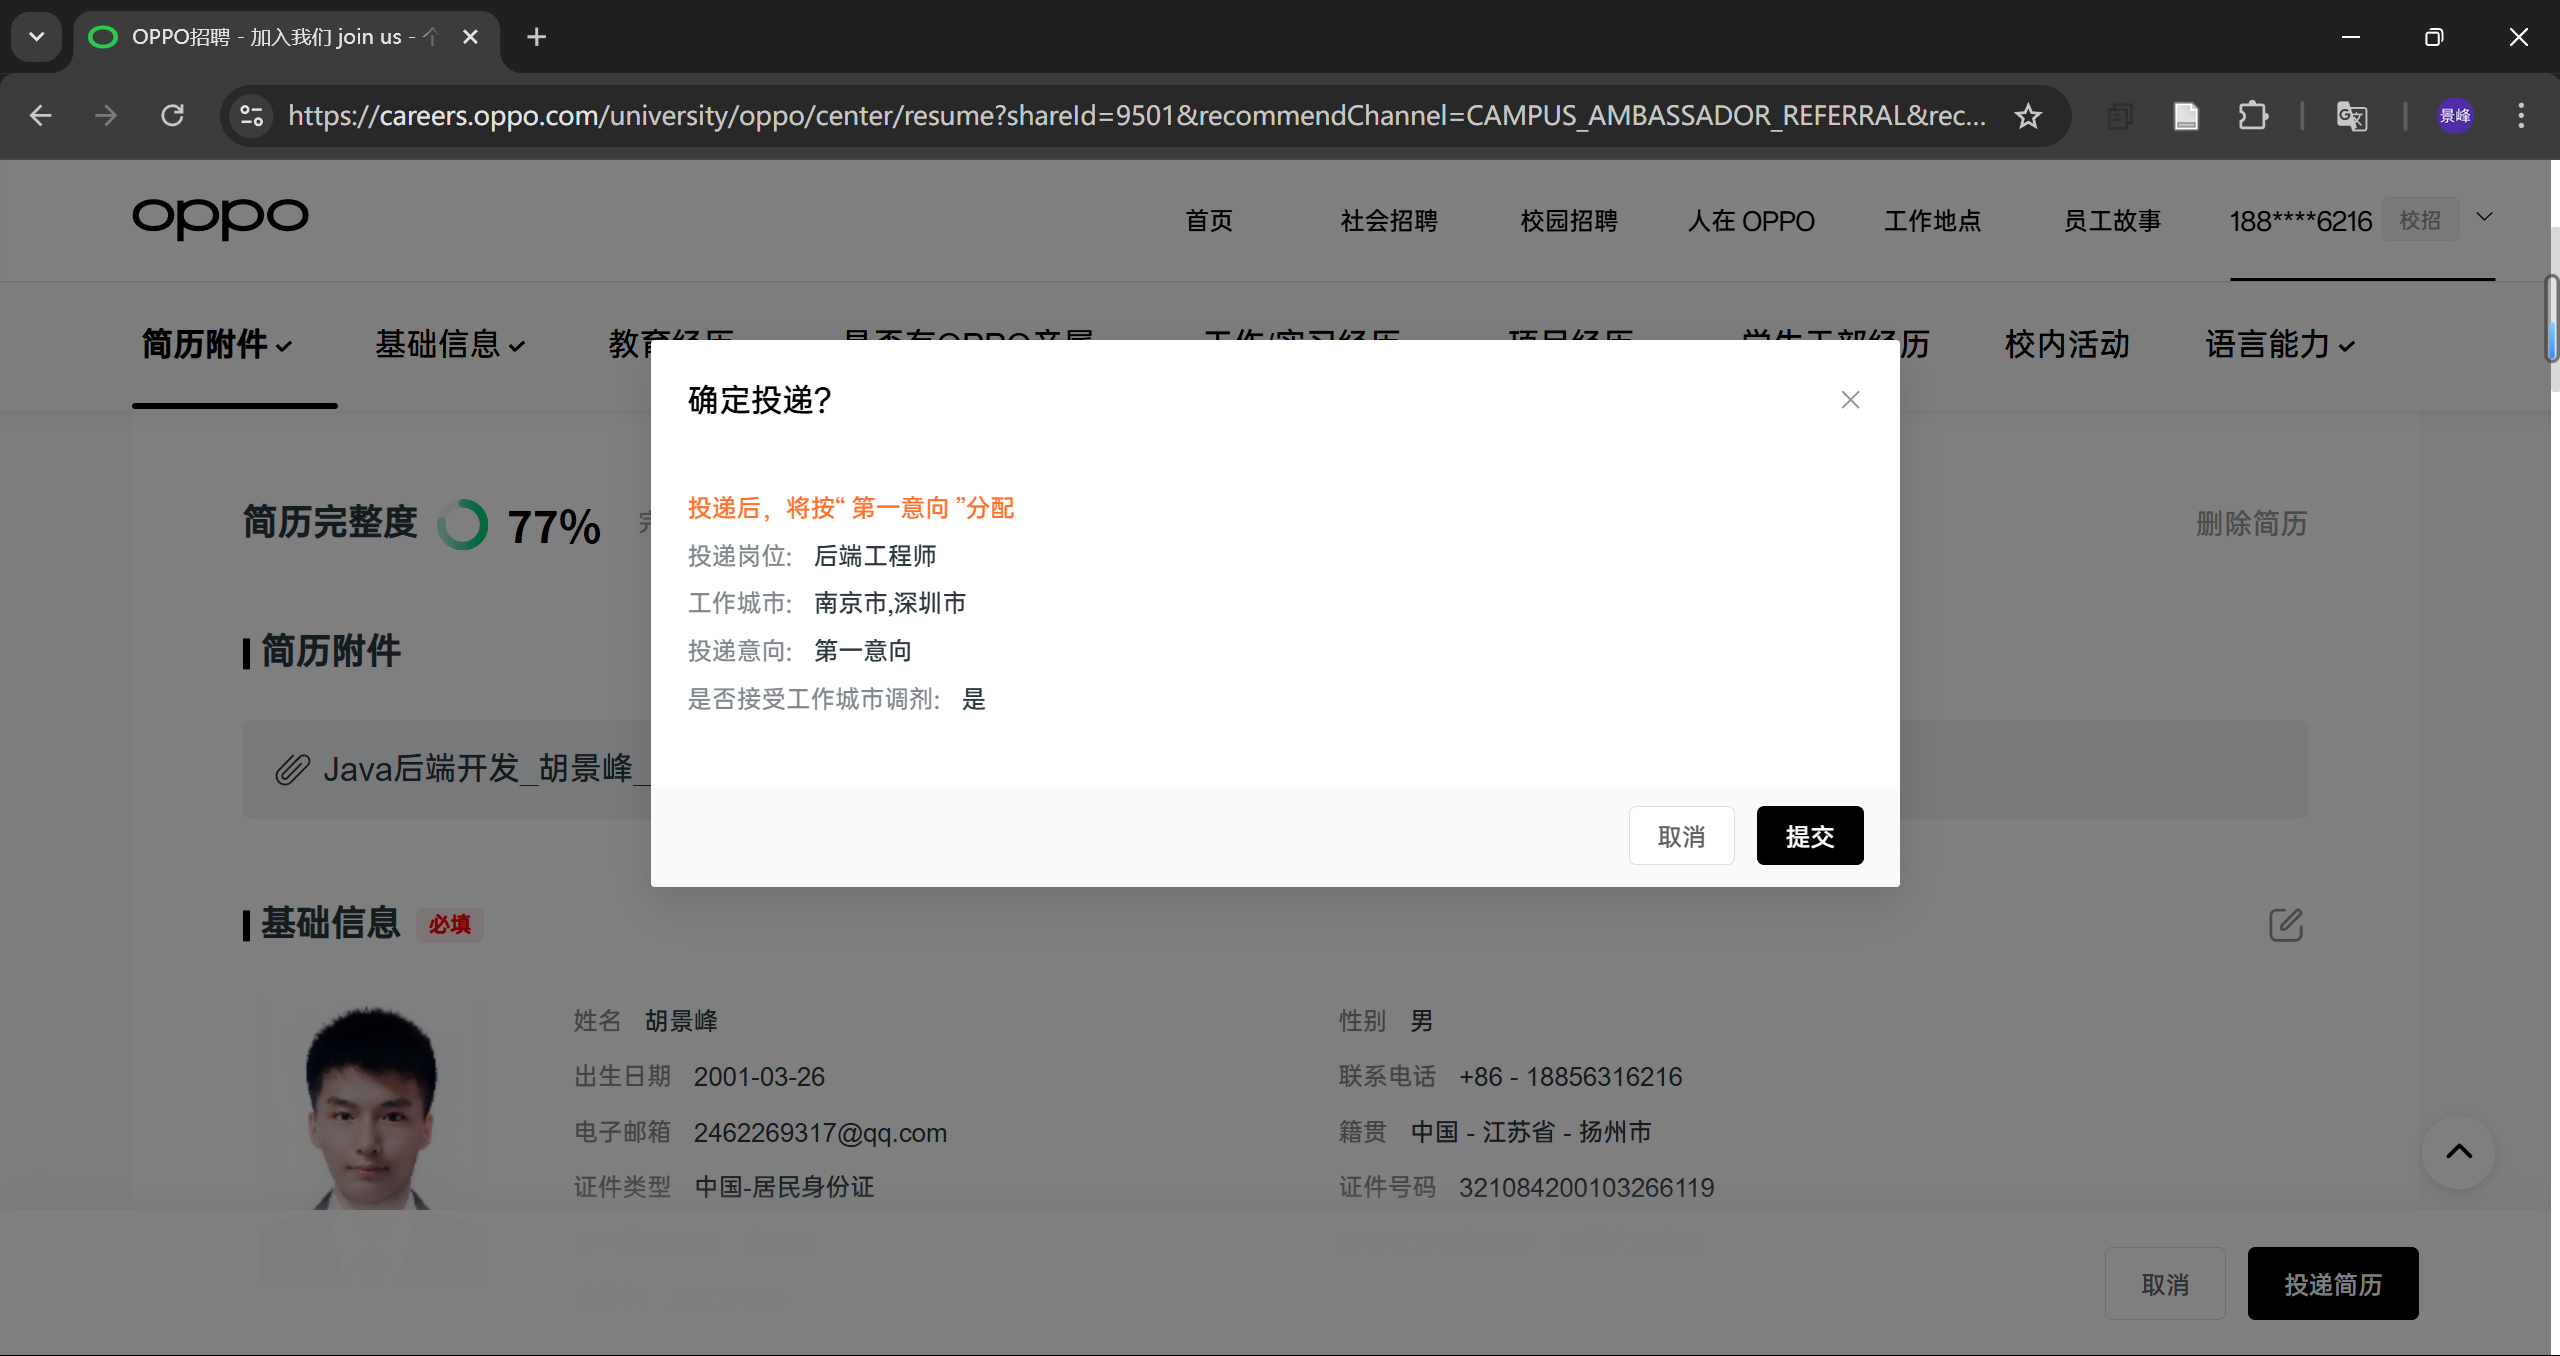 OPPO招聘 - 加入我们 join us - 个
https://careers.oppo.com/university/oppo/center/resume?shareId=9501&recommendChannel=CAMPUS_AMBASSADOR_REFERRAL&rec...
景峰
oppo
首页 社会招聘 校园招聘 人在 OPPO 工作地点 员工故事 188****6216 校招
简历附件 基础信息 教育经历 是否有OPPO亲属 工作/实习经历 项目经历 学生干部经历 校内活动 语言能力
确定投递?
投递后，将按“ 第一意向 ”分配
投递岗位: 后端工程师
工作城市: 南京市,深圳市
投递意向: 第一意向
是否接受工作城市调剂: 是
取消 提交
简历完整度 77% 完
删除简历
简历附件
Java后端开发_胡景峰_
基础信息 必填
姓名 胡景峰
性别 男
出生日期 2001-03-26
联系电话 +86 - 18856316216
电子邮箱 2462269317@qq.com
籍贯 中国 - 江苏省 - 扬州市
证件类型 中国-居民身份证
证件号码 321084200103266119
取消 投递简历